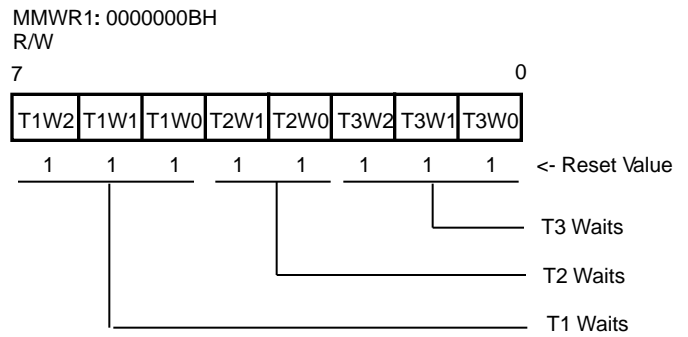 MMWR1: 0000000BH
R/W
7 0
T1W2 T1W1 T1W0 T2W1 T2W0 T3W2 T3W1 T3W0
1 1 1 1 1 1 1 1 <- Reset Value
T3 Waits
T2 Waits
T1 Waits